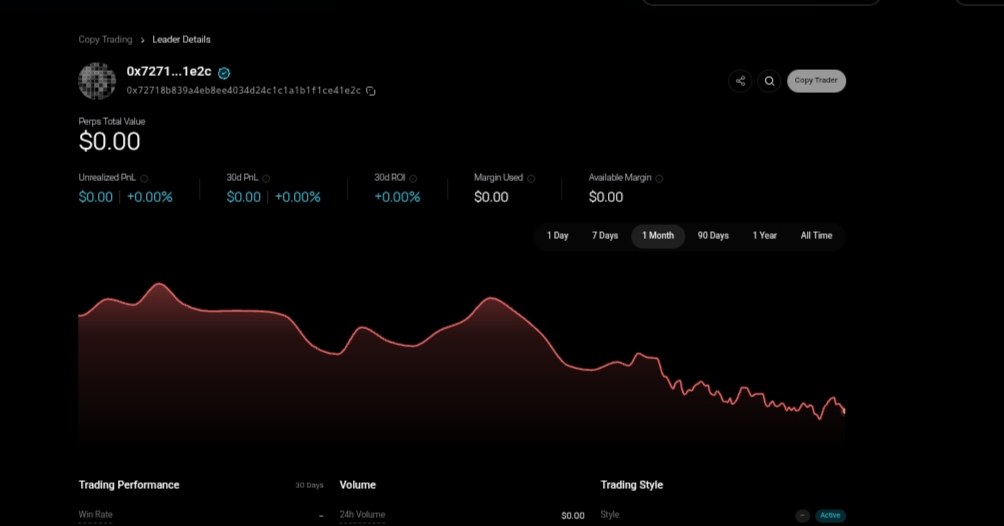 Copy Trading > Leader Details
0x7271...1e2c
0x72718b839a4eb8ee4034d24c1c1a1b1f1ce41e2c
Copy Trader
Perps Total Value
$0.00
Unrealized PnL
30d PnL
30d ROI
Margin Used
Available Margin
$0.00 | +0.00%
$0.00 | +0.00%
+0.00%
$0.00
$0.00
1 Day
7 Days
1 Month
90 Days
1 Year
All Time
Trading Performance
30 Days
Volume
Trading Style
Win Rate
–
24h Volume
$0.00
Style
–
Active